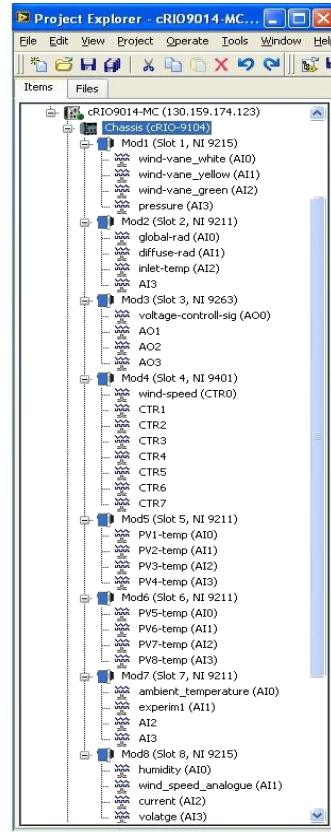 Project Explorer - cRIO9014-MC...
File Edit View Project Operate Tools Window Hel
Items Files
cRIO9014-MC (130.159.174.123)
Chassis (cRIO-9104)
Mod1 (Slot 1, NI 9215)
wind-vane_white (AI0)
wind-vane_yellow (AI1)
wind-vane_green (AI2)
pressure (AI3)
Mod2 (Slot 2, NI 9211)
global-rad (AI0)
diffuse-rad (AI1)
inlet-temp (AI2)
AI3
Mod3 (Slot 3, NI 9263)
voltage-controll-sig (AO0)
AO1
AO2
AO3
Mod4 (Slot 4, NI 9401)
wind-speed (CTR0)
CTR1
CTR2
CTR3
CTR4
CTR5
CTR6
CTR7
Mod5 (Slot 5, NI 9211)
PV1-temp (AI0)
PV2-temp (AI1)
PV3-temp (AI2)
PV4-temp (AI3)
Mod6 (Slot 6, NI 9211)
PV5-temp (AI0)
PV6-temp (AI1)
PV7-temp (AI2)
PV8-temp (AI3)
Mod7 (Slot 7, NI 9211)
ambient_temperature (AI0)
experim1 (AI1)
AI2
AI3
Mod8 (Slot 8, NI 9215)
humidity (AI0)
wind_speed_analogue (AI1)
current (AI2)
volatge (AI3)